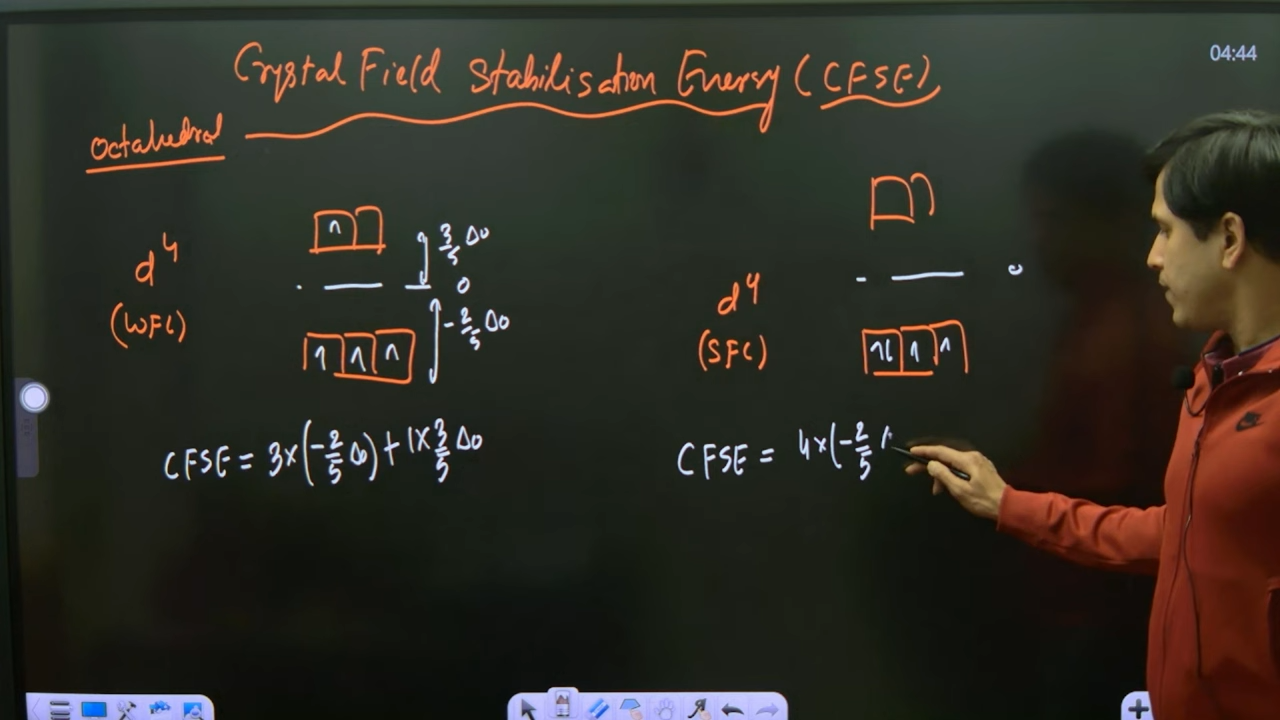 04:44
Crystal Field Stabilisation Energy (CFSE)
Octahedral
d⁴
(WFL)
3/5 Δo
0
-2/5 Δo
CFSE = 3×(-2/5 Δo) + 1×3/5 Δo
d⁴
(SFL)
0
CFSE = 4×(-2/5 Δ